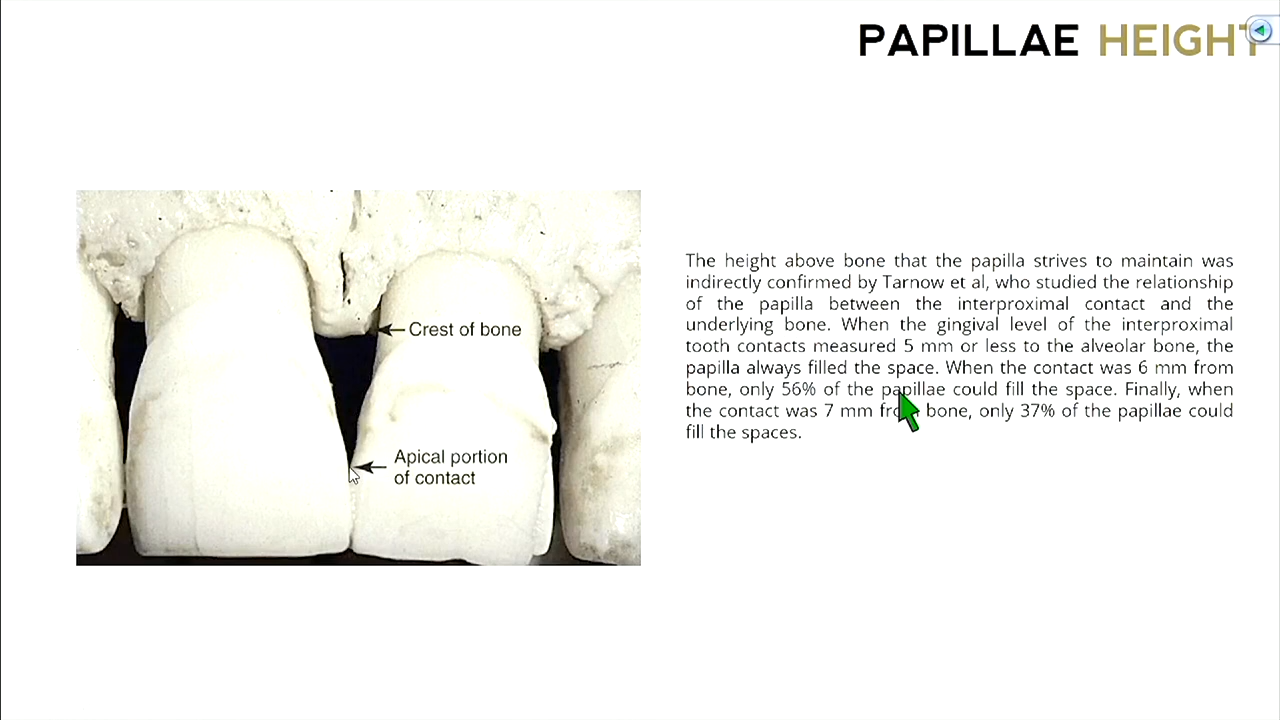 PAPILLAE HEIGHT
The height above bone that the papilla strives to maintain was
indirectly confirmed by Tarnow et al, who studied the relationship
of the papilla between the interproximal contact and the
underlying bone. When the gingival level of the interproximal
tooth contacts measured 5 mm or less to the alveolar bone, the
papilla always filled the space. When the contact was 6 mm from
bone, only 56% of the papillae could fill the space. Finally, when
the contact was 7 mm from bone, only 37% of the papillae could
fill the spaces.
Crest of bone
Apical portion
of contact